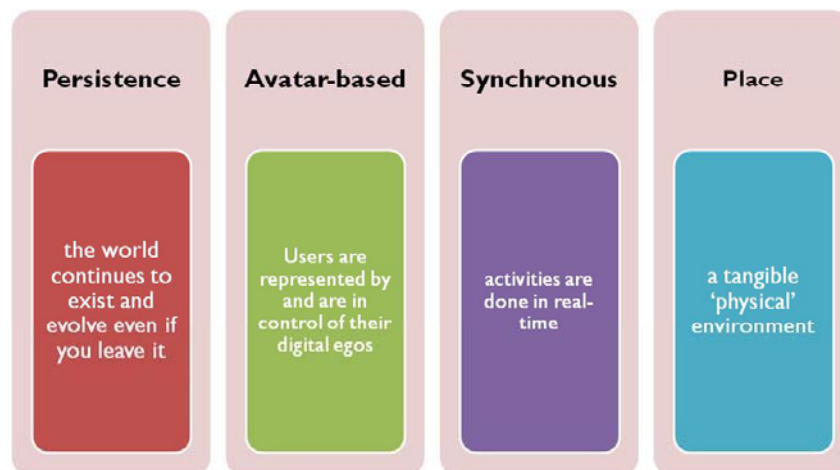 Persistence
the world
continues to
exist and
evolve even if
you leave it
Avatar-based
Users are
represented by
and are in
control of their
digital egos
Synchronous
activities are
done in real-
time
Place
a tangible
‘physical’
environment